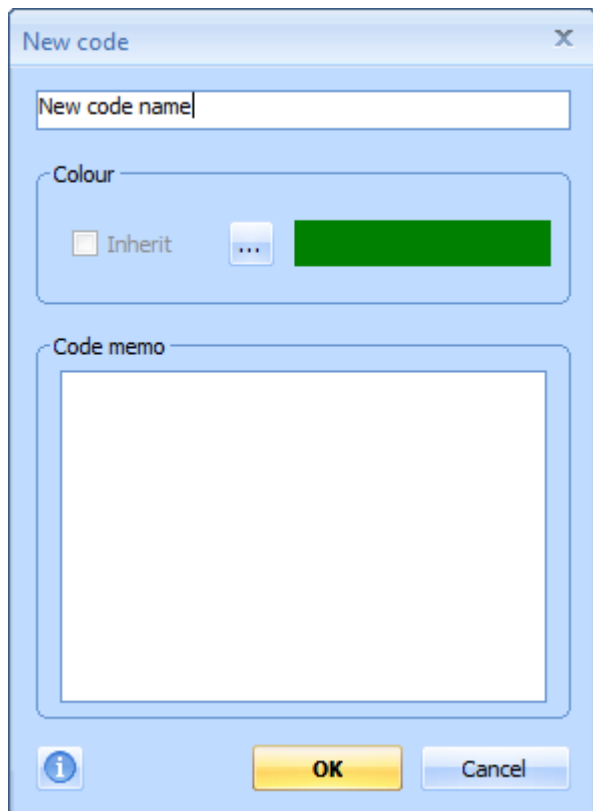 New code
New code name
Colour
Inherit
...
Code memo
OK
Cancel